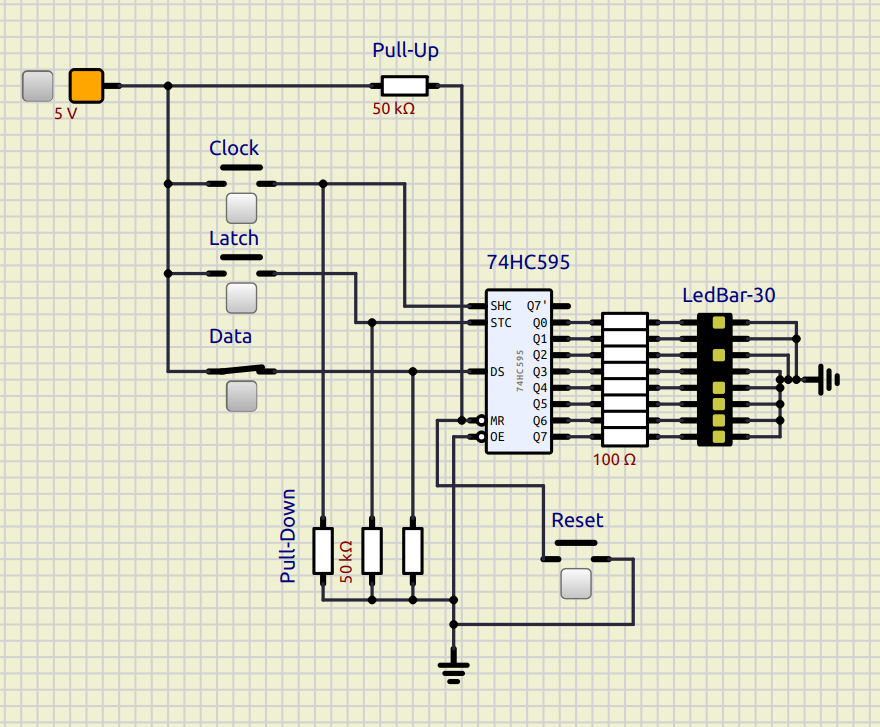 Pull-Up
5 V
50 kΩ
Clock
Latch
74HC595
LedBar-30
SHC Q7'
STC Q0
Q1
Data
Q2
DS Q3
74HC595
Q4
Q5
MR Q6
OE Q7
100 Ω
Pull-Down
50 kΩ
Reset